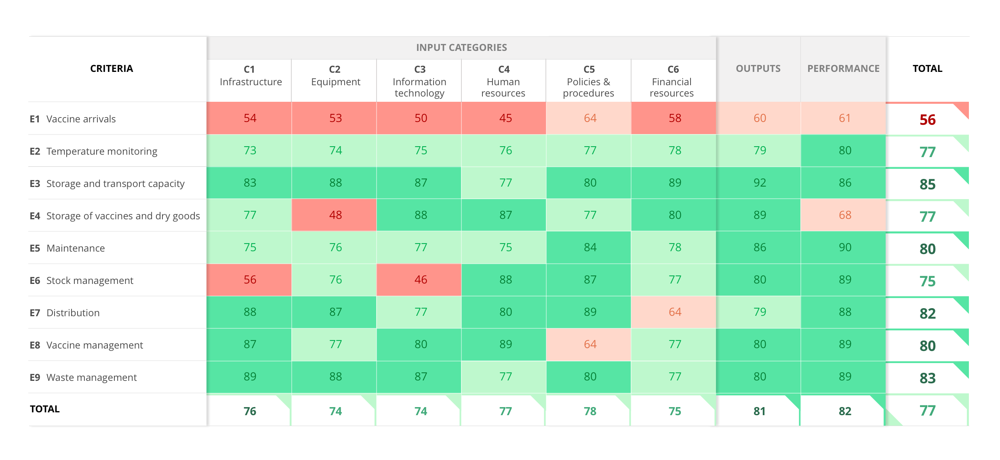 CRITERIA
INPUT CATEGORIES
C1
Infrastructure
C2
Equipment
C3
Information
technology
C4
Human
resources
C5
Policies &
procedures
C6
Financial
resources
OUTPUTS
PERFORMANCE
TOTAL
E1 Vaccine arrivals 54 53 50 45 64 58 60 61 56
E2 Temperature monitoring 73 74 75 76 77 78 79 80 77
E3 Storage and transport capacity 83 88 87 77 80 89 92 86 85
E4 Storage of vaccines and dry goods 77 48 88 87 77 80 89 68 77
E5 Maintenance 75 76 77 75 84 78 86 90 80
E6 Stock management 56 76 46 88 87 77 80 89 75
E7 Distribution 88 87 77 80 89 64 79 88 82
E8 Vaccine management 87 77 80 89 64 77 80 89 80
E9 Waste management 89 88 87 77 80 77 80 89 83
TOTAL 76 74 74 77 78 75 81 82 77